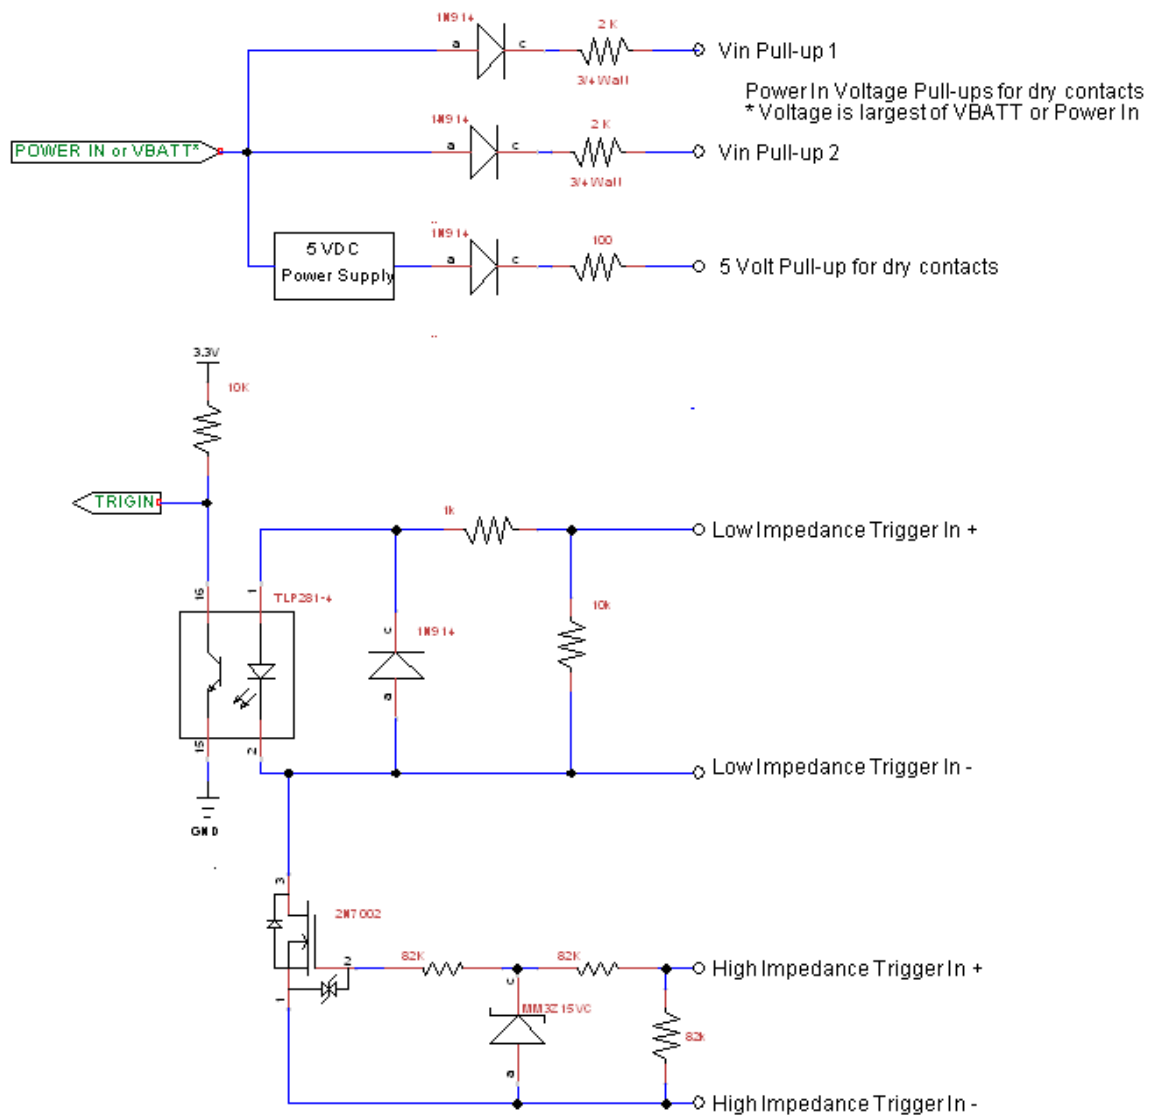 1N914
2K
a
c
Vin Pull-up 1
3/4 Watt
Power In Voltage Pull-ups for dry contacts
* Voltage is largest of VBATT or Power In
1N914
2K
POWER IN or VBATT*
a
c
Vin Pull-up 2
3/4 Watt
1N914
100
5 VDC
Power Supply
a
c
5 Volt Pull-up for dry contacts
3.3V
10K
TRIGIN
1k
Low Impedance Trigger In +
16
1
TLP281-4
c
1N914
10k
a
15
2
Low Impedance Trigger In -
GND
3
2N7002
82K
82K
2
High Impedance Trigger In +
c
1
MM3Z15VC
82k
a
High Impedance Trigger In -